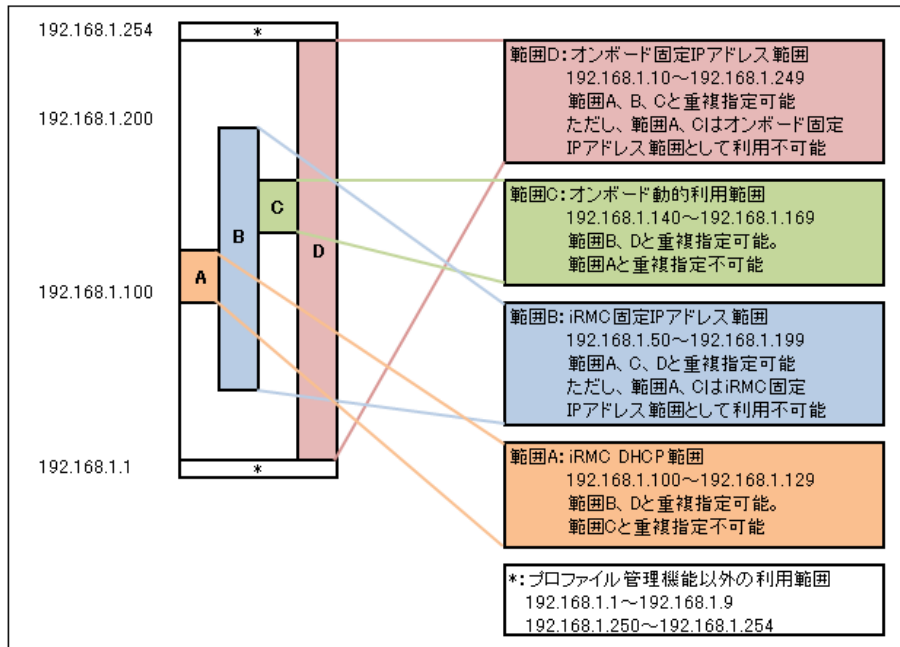 192.168.1.254
*
192.168.1.200
192.168.1.100
192.168.1.1
*
A
B
C
D
範囲D:オンボード固定IPアドレス範囲
192.168.1.10～192.168.1.249
範囲A、B、Cと重複指定可能
ただし、範囲A、Cはオンボード固定
IPアドレス範囲として利用不可能
範囲C:オンボード動的利用範囲
192.168.1.140～192.168.1.169
範囲B、Dと重複指定可能。
範囲Aと重複指定不可能
範囲B:iRMC固定IPアドレス範囲
192.168.1.50～192.168.1.199
範囲A、C、Dと重複指定可能
ただし、範囲A、CはiRMC固定
IPアドレス範囲として利用不可能
範囲A:iRMC DHCP範囲
192.168.1.100～192.168.1.129
範囲B、Dと重複指定可能。
範囲Cと重複指定不可能
*:プロファイル管理機能以外の利用範囲
192.168.1.1～192.168.1.9
192.168.1.250～192.168.1.254